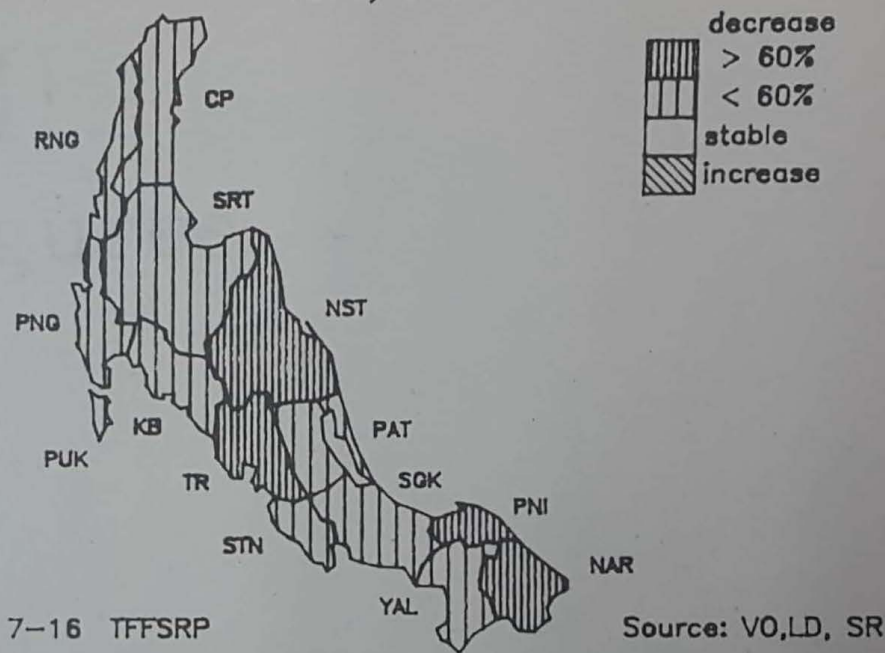 decrease
> 60%
< 60%
stable
increase
CP
RNG
SRT
NST
PNG
KB
PUK
PAT
TR
SGK
PNI
STN
NAR
YAL
7-16 TFFSRP
Source: VO,LD, SR